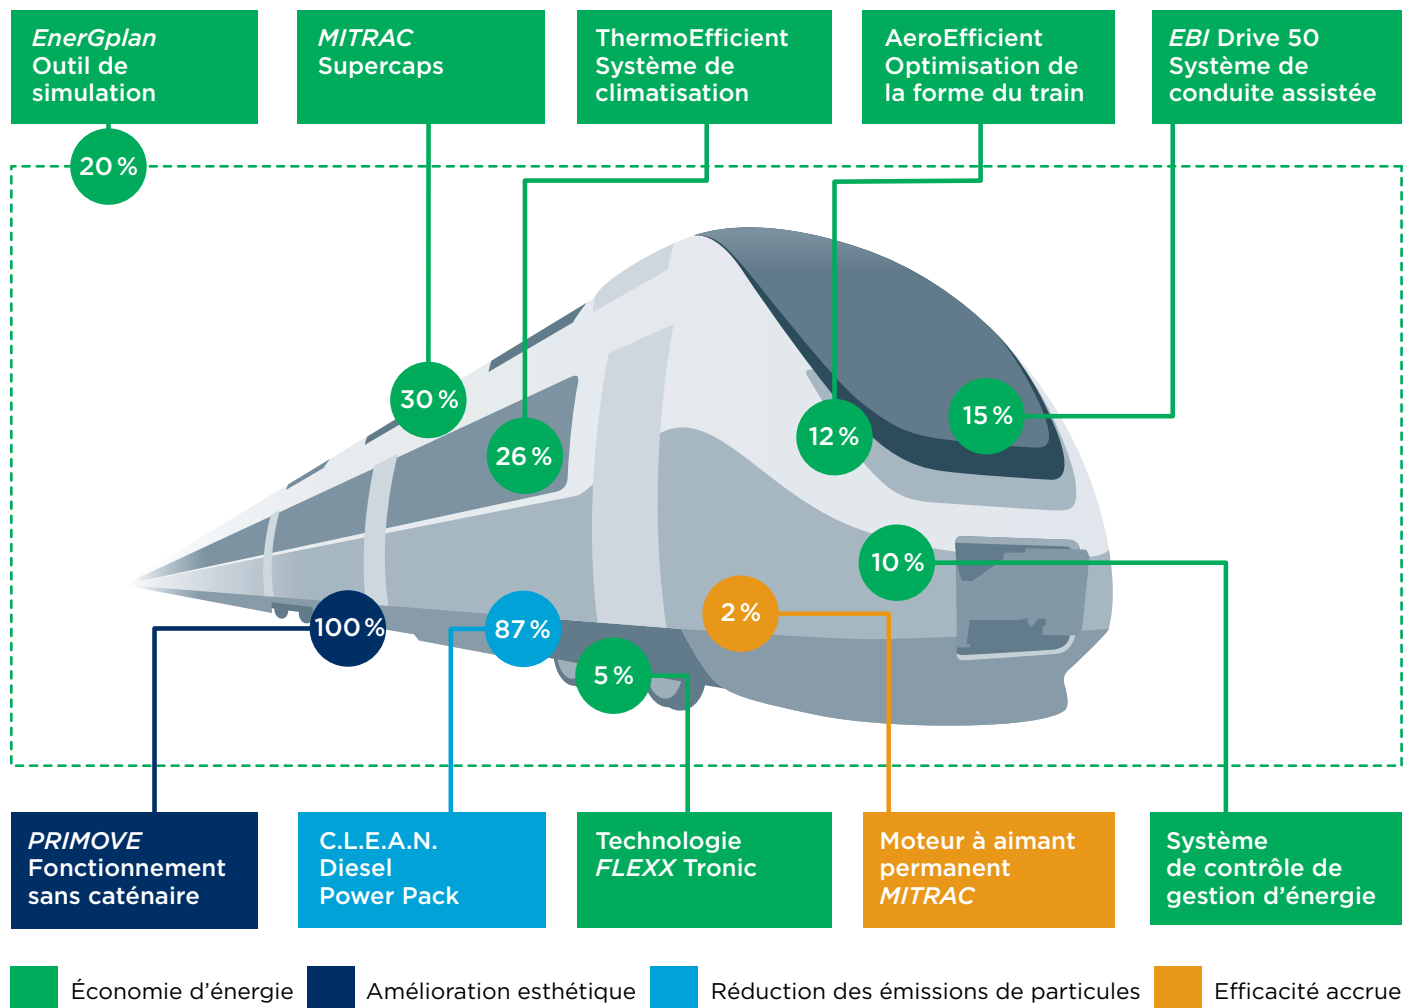 EnerGplan
Outil de
simulation
MITRAC
Supercaps
ThermoEfficient
Système de
climatisation
AeroEfficient
Optimisation de
la forme du train
EBI Drive 50
Système de
conduite assistée
20 %
30 %
26 %
12 %
15 %
10 %
100 %
87 %
5 %
2 %
PRIMOVE
Fonctionnement
sans caténaire
C.L.E.A.N.
Diesel
Power Pack
Technologie
FLEXX Tronic
Moteur à aimant
permanent
MITRAC
Système
de contrôle de
gestion d’énergie
Économie d’énergie
Amélioration esthétique
Réduction des émissions de particules
Efficacité accrue